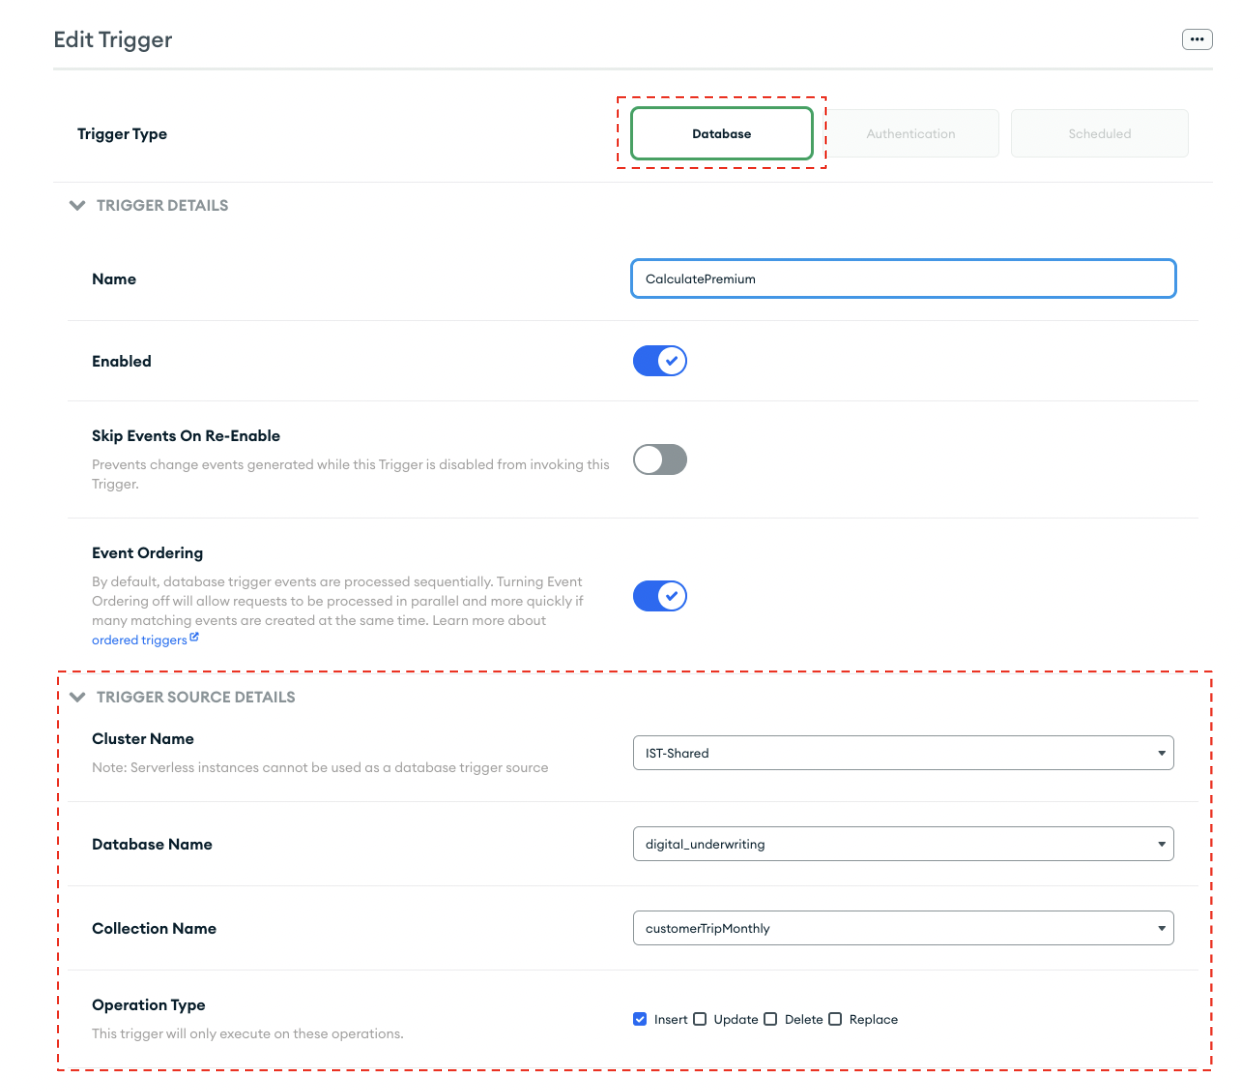 Edit Trigger
•••
Trigger Type
Database
Authentication
Scheduled
TRIGGER DETAILS
Name
CalculatePremium
Enabled
Skip Events On Re-Enable
Prevents change events generated while this Trigger is disabled from invoking this
Trigger.
Event Ordering
By default, database trigger events are processed sequentially. Turning Event
Ordering off will allow requests to be processed in parallel and more quickly if
many matching events are created at the same time. Learn more about
ordered triggers
TRIGGER SOURCE DETAILS
Cluster Name
Note: Serverless instances cannot be used as a database trigger source
IST-Shared
Database Name
digital_underwriting
Collection Name
customerTripMonthly
Operation Type
This trigger will only execute on these operations.
Insert Update Delete Replace